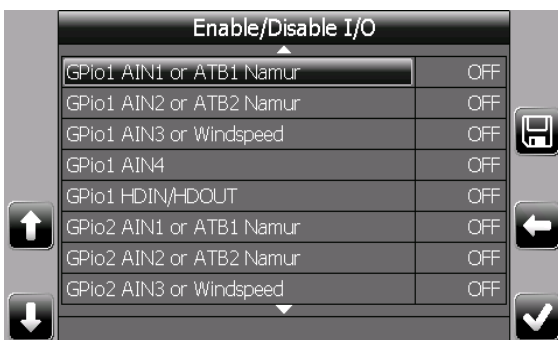 Enable/Disable I/O
GPio1 AIN1 or ATB1 Namur OFF
GPio1 AIN2 or ATB2 Namur OFF
GPio1 AIN3 or Windspeed OFF
GPio1 AIN4 OFF
GPio1 HDIN/HDOUT OFF
GPio2 AIN1 or ATB1 Namur OFF
GPio2 AIN2 or ATB2 Namur OFF
GPio2 AIN3 or Windspeed OFF